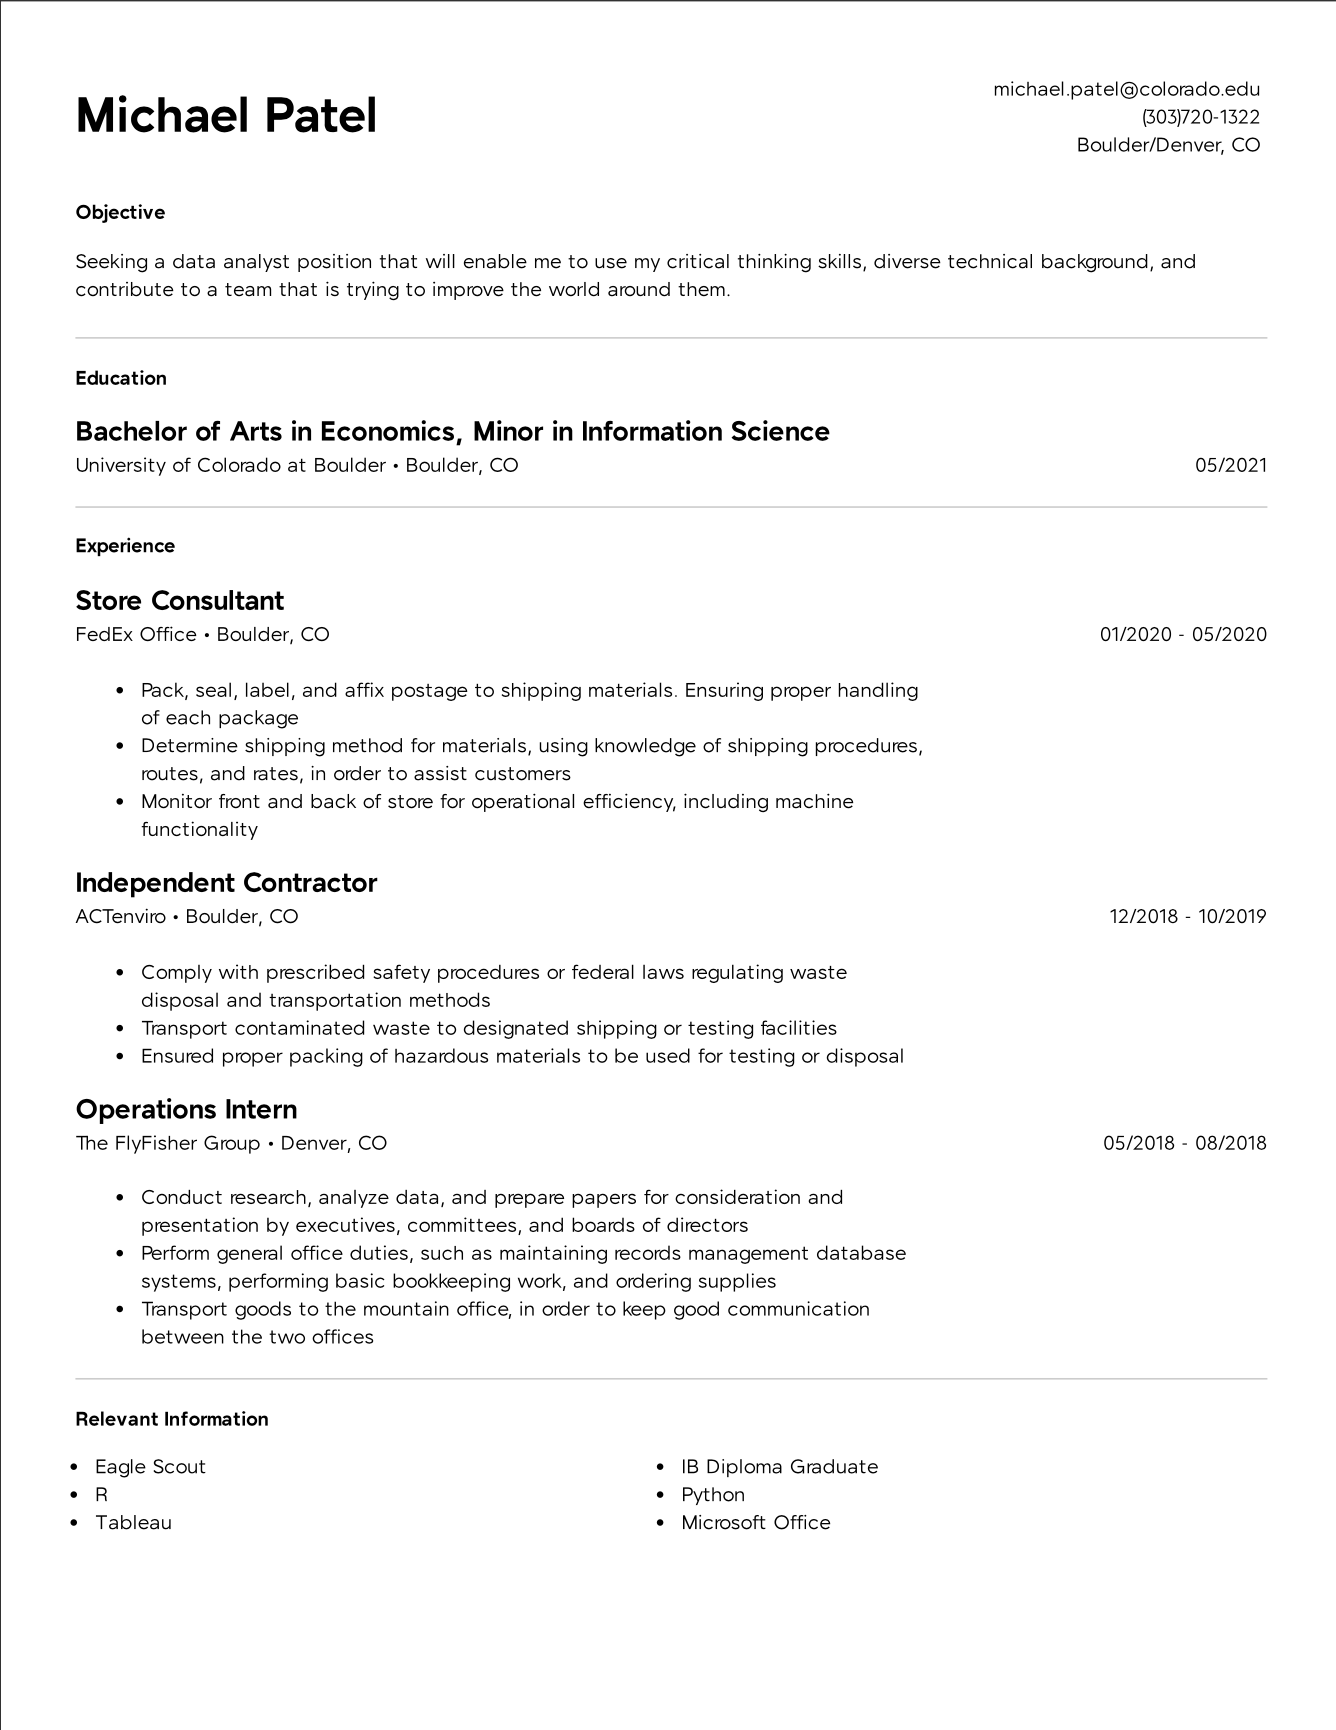 Michael Patel
michael.patel@colorado.edu
(303)720-1322
Boulder/Denver, CO
Objective
Seeking a data analyst position that will enable me to use my critical thinking skills, diverse technical background, and
contribute to a team that is trying to improve the world around them.
Education
Bachelor of Arts in Economics, Minor in Information Science
University of Colorado at Boulder • Boulder, CO 05/2021
Experience
Store Consultant
FedEx Office • Boulder, CO 01/2020 - 05/2020
• Pack, seal, label, and affix postage to shipping materials. Ensuring proper handling
of each package
• Determine shipping method for materials, using knowledge of shipping procedures,
routes, and rates, in order to assist customers
• Monitor front and back of store for operational efficiency, including machine
functionality
Independent Contractor
ACTenviro • Boulder, CO 12/2018 - 10/2019
• Comply with prescribed safety procedures or federal laws regulating waste
disposal and transportation methods
• Transport contaminated waste to designated shipping or testing facilities
• Ensured proper packing of hazardous materials to be used for testing or disposal
Operations Intern
The FlyFisher Group • Denver, CO 05/2018 - 08/2018
• Conduct research, analyze data, and prepare papers for consideration and
presentation by executives, committees, and boards of directors
• Perform general office duties, such as maintaining records management database
systems, performing basic bookkeeping work, and ordering supplies
• Transport goods to the mountain office, in order to keep good communication
between the two offices
Relevant Information
• Eagle Scout
• R
• Tableau
• IB Diploma Graduate
• Python
• Microsoft Office